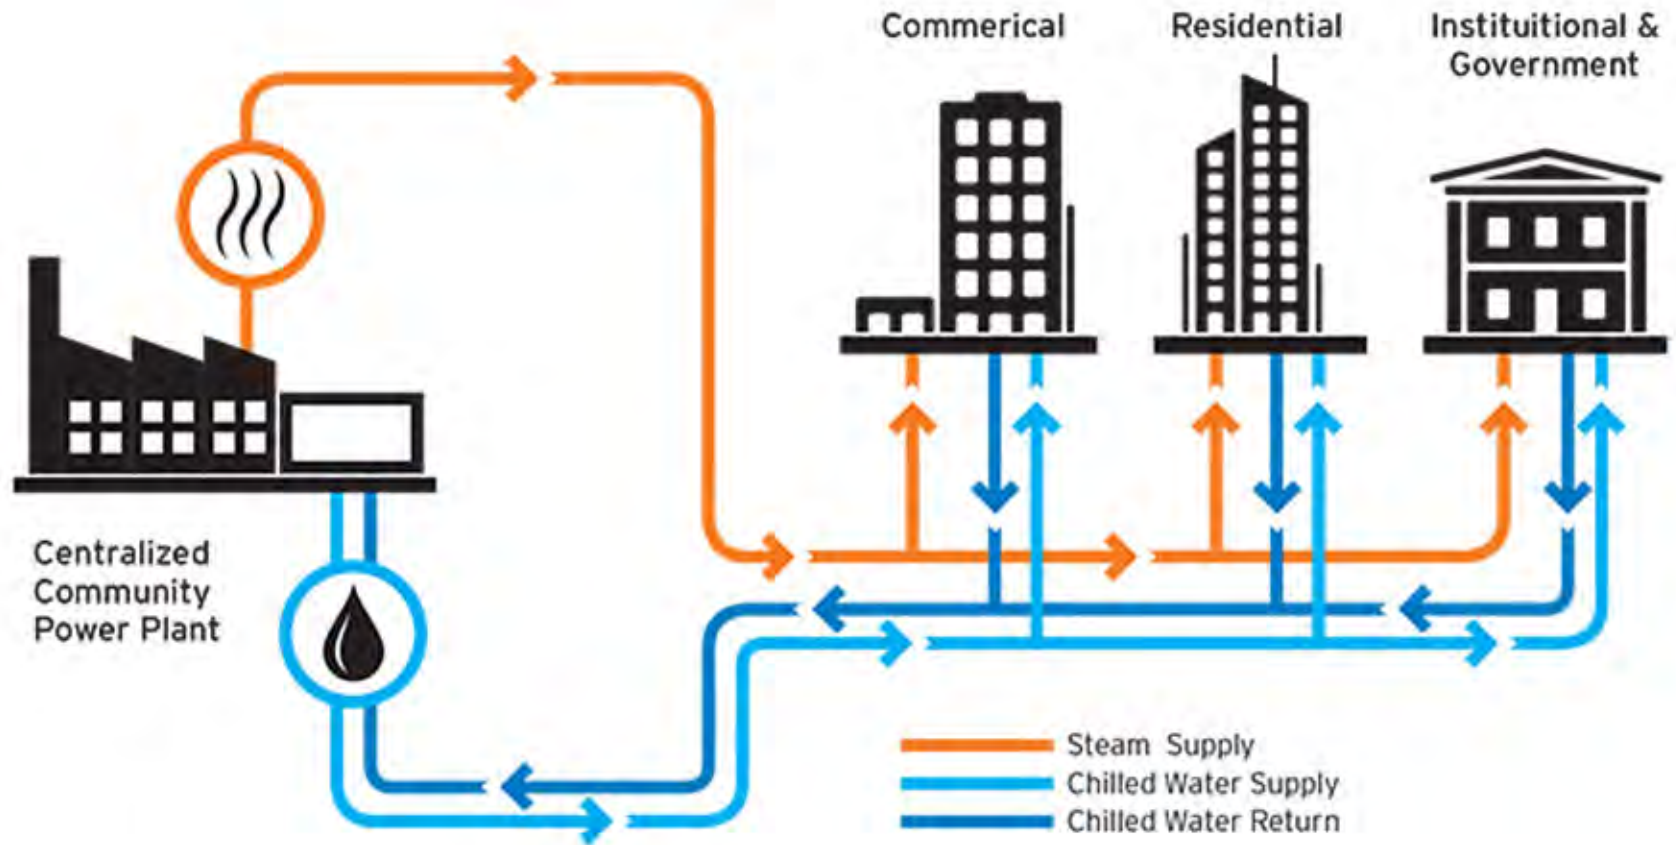 Commerical
Residential
Instituitional &
Government
Centralized
Community
Power Plant
Steam Supply
Chilled Water Supply
Chilled Water Return